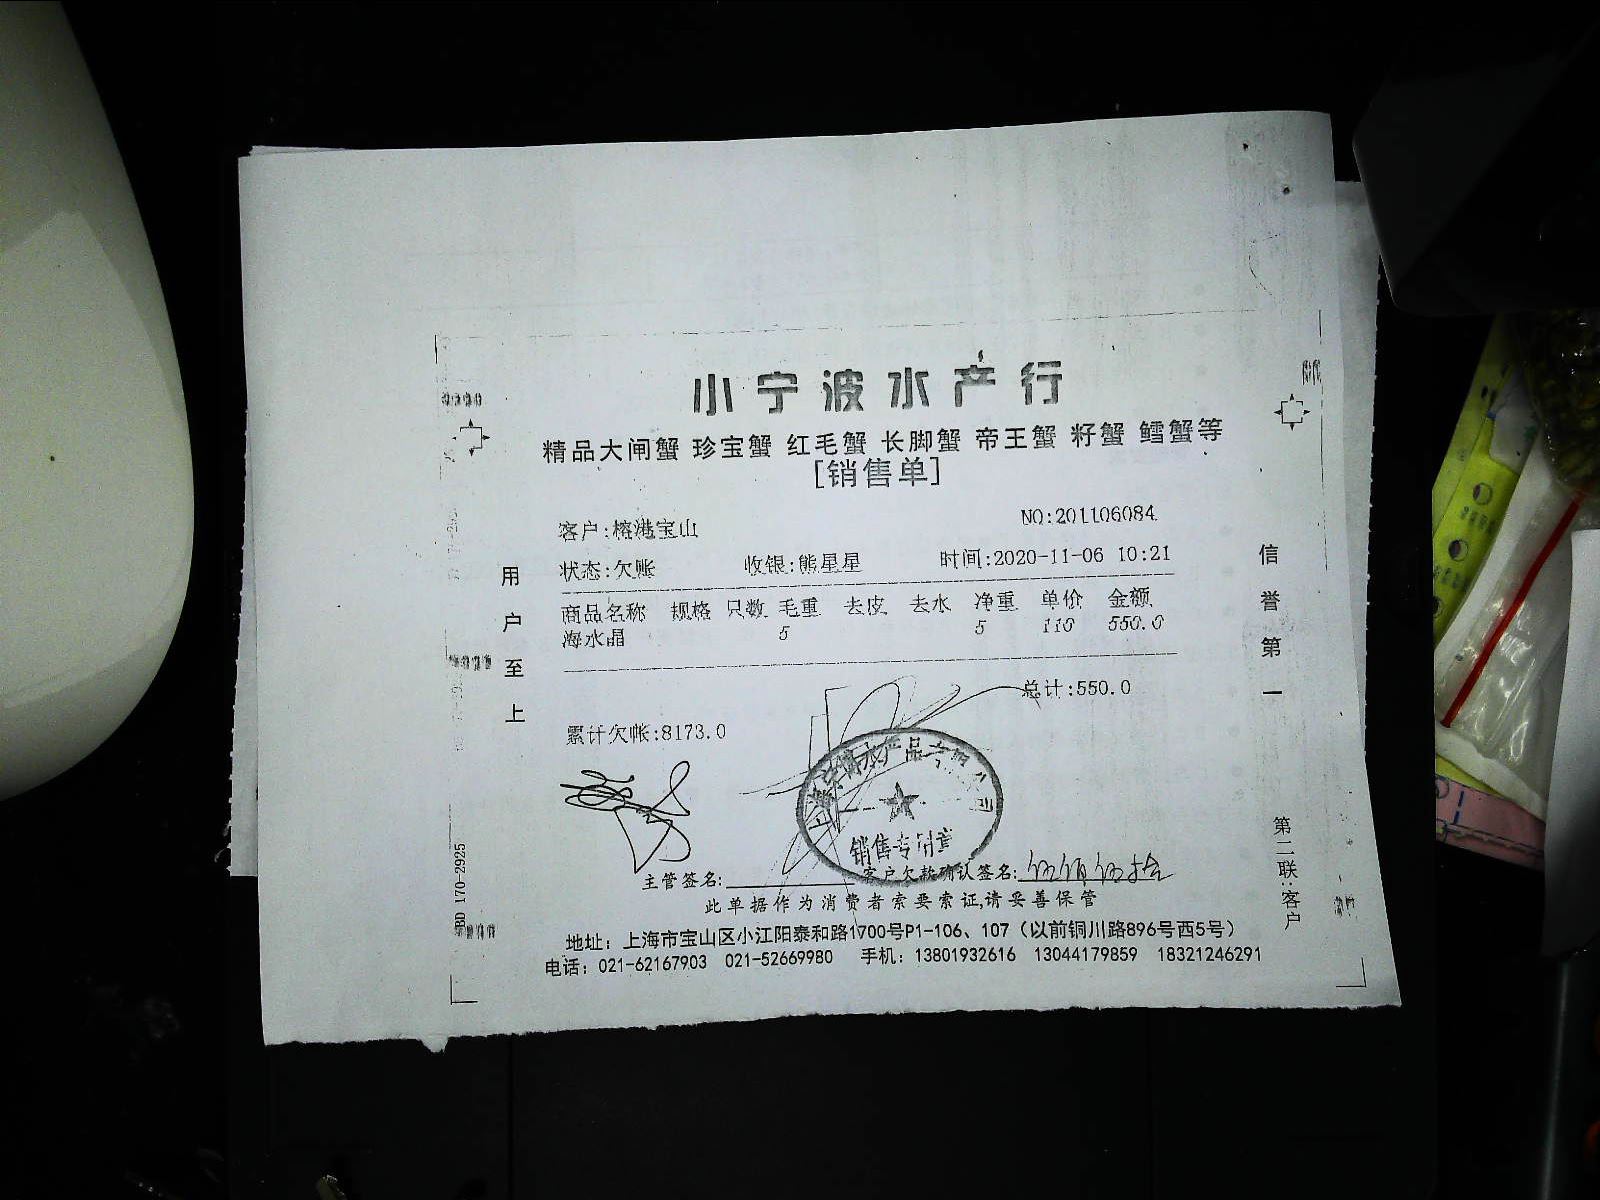 小宁波水产行
精品大闸蟹 珍宝蟹 红毛蟹 长脚蟹 帝王蟹 籽蟹 鳕蟹等
[销售单]
客户:榕港宝山
NO:201106084
状态:欠账 收银:熊星星 时间:2020-11-06 10:21
商品名称 规格 只数 毛重 去皮 去水 净重 单价 金额
海水晶 5 5 110 550.0
总计:550.0
累计欠帐:8173.0
销售专用章
主管签名: 客户欠款确认签名:
此单据作为消费者索要索证,请妥善保管
地址：上海市宝山区小江阳泰和路1700号P1-106、107（以前铜川路896号西5号）
电话：021-62167903 021-52669980 手机：13801932616 13044179859 18321246291
用户至上
信誉第一
第二联:客户
BD 170-2925